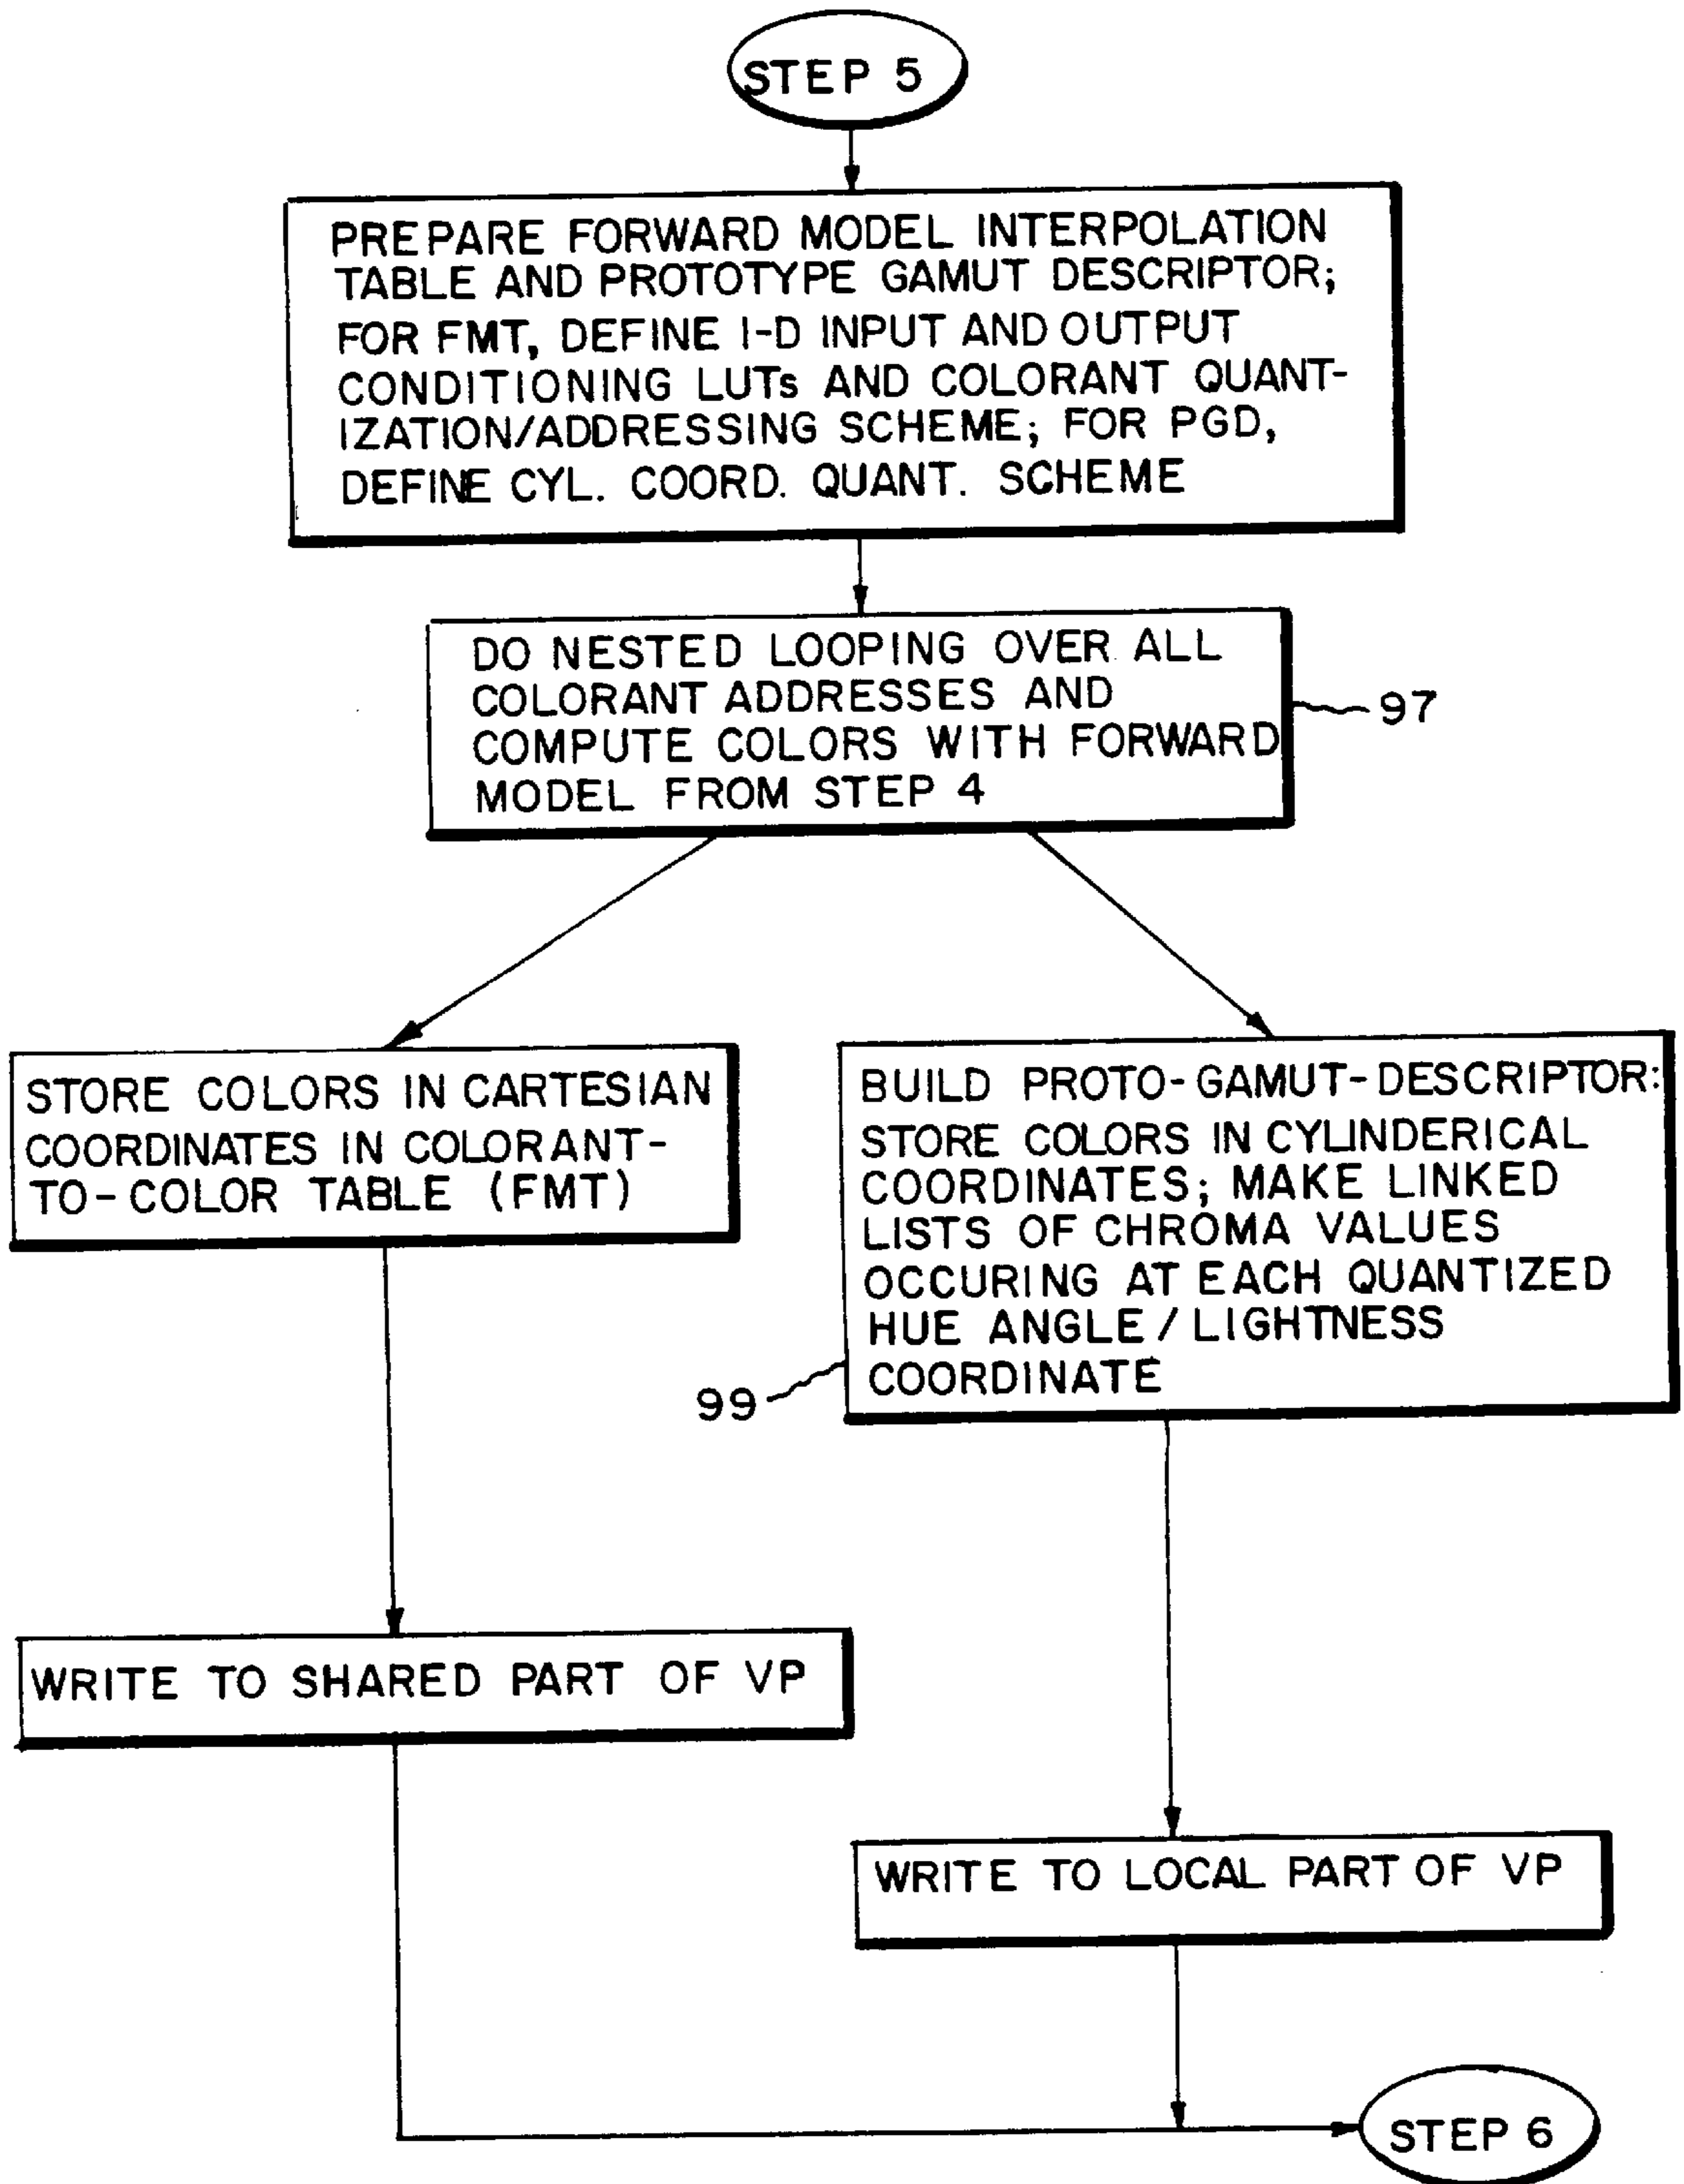 STEP 5
PREPARE FORWARD MODEL INTERPOLATION
TABLE AND PROTOTYPE GAMUT DESCRIPTOR;
FOR FMT, DEFINE 1-D INPUT AND OUTPUT
CONDITIONING LUTs AND COLORANT QUANT-
IZATION/ADDRESSING SCHEME; FOR PGD,
DEFINE CYL. COORD. QUANT. SCHEME
DO NESTED LOOPING OVER ALL
COLORANT ADDRESSES AND
COMPUTE COLORS WITH FORWARD
MODEL FROM STEP 4
97
STORE COLORS IN CARTESIAN
COORDINATES IN COLORANT-
TO-COLOR TABLE (FMT)
BUILD PROTO-GAMUT-DESCRIPTOR:
STORE COLORS IN CYLINDERICAL
COORDINATES; MAKE LINKED
LISTS OF CHROMA VALUES
OCCURING AT EACH QUANTIZED
HUE ANGLE/LIGHTNESS
COORDINATE
99
WRITE TO SHARED PART OF VP
WRITE TO LOCAL PART OF VP
STEP 6